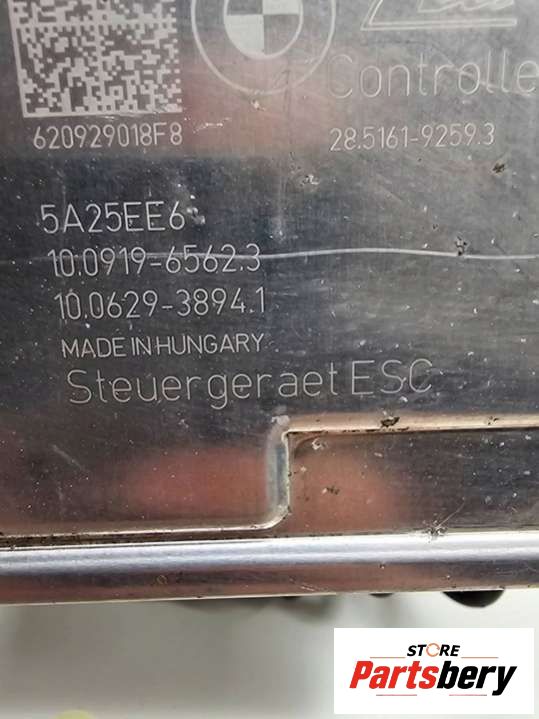 Controlle
620929018F8
28.5161-9259.3
5A25EE6
10.0919-6562.3
10.0629-3894.1
MADE IN HUNGARY
Steuergeraet ESC
STORE
Partsbery